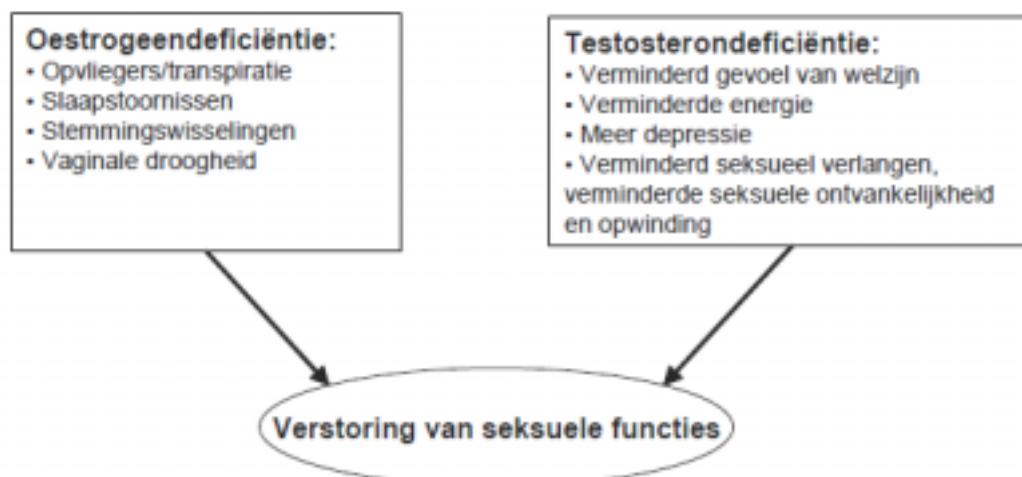 Oestrogeendeficiëntie:
• Opvliegers/transpiratie
• Slaapstoornissen
• Stemmingswisselingen
• Vaginale droogheid
Testosterondeficiëntie:
• Verminderd gevoel van welzijn
• Verminderde energie
• Meer depressie
• Verminderd seksueel verlangen,
verminderde seksuele ontvankelijkheid
en opwinding
Verstoring van seksuele functies